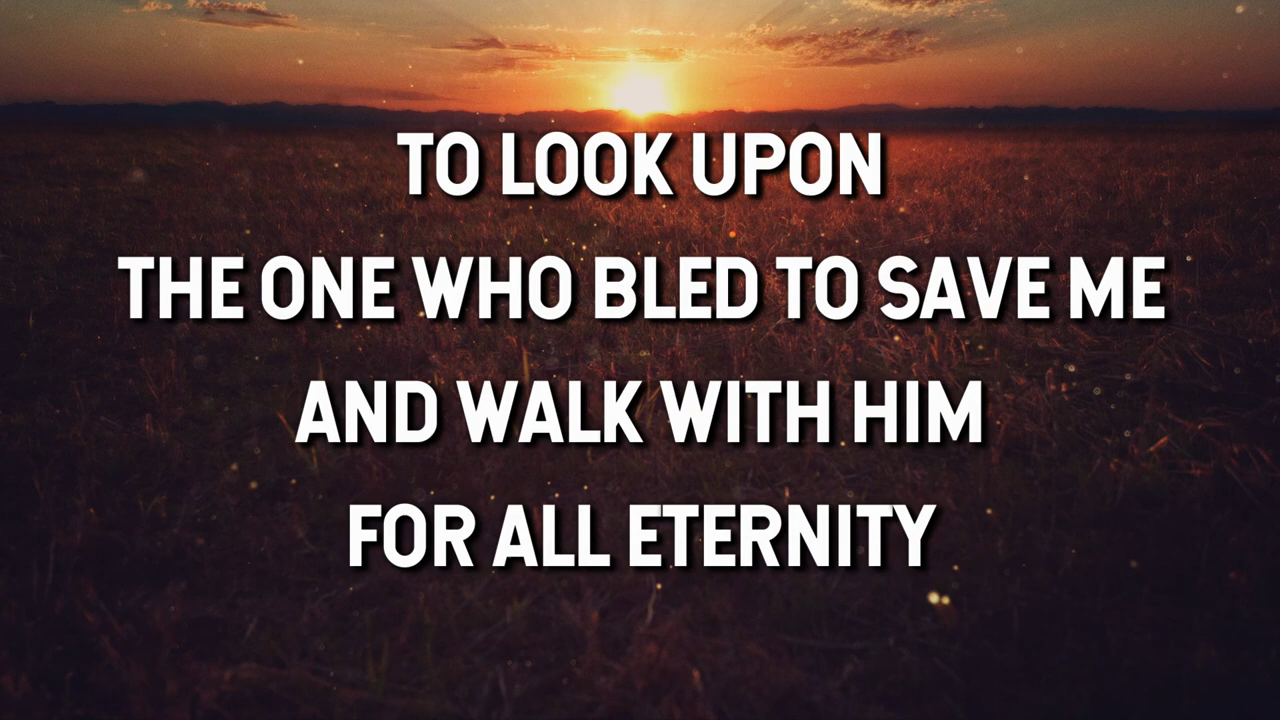 TO LOOK UPON
THE ONE WHO BLED TO SAVE ME
AND WALK WITH HIM
FOR ALL ETERNITY